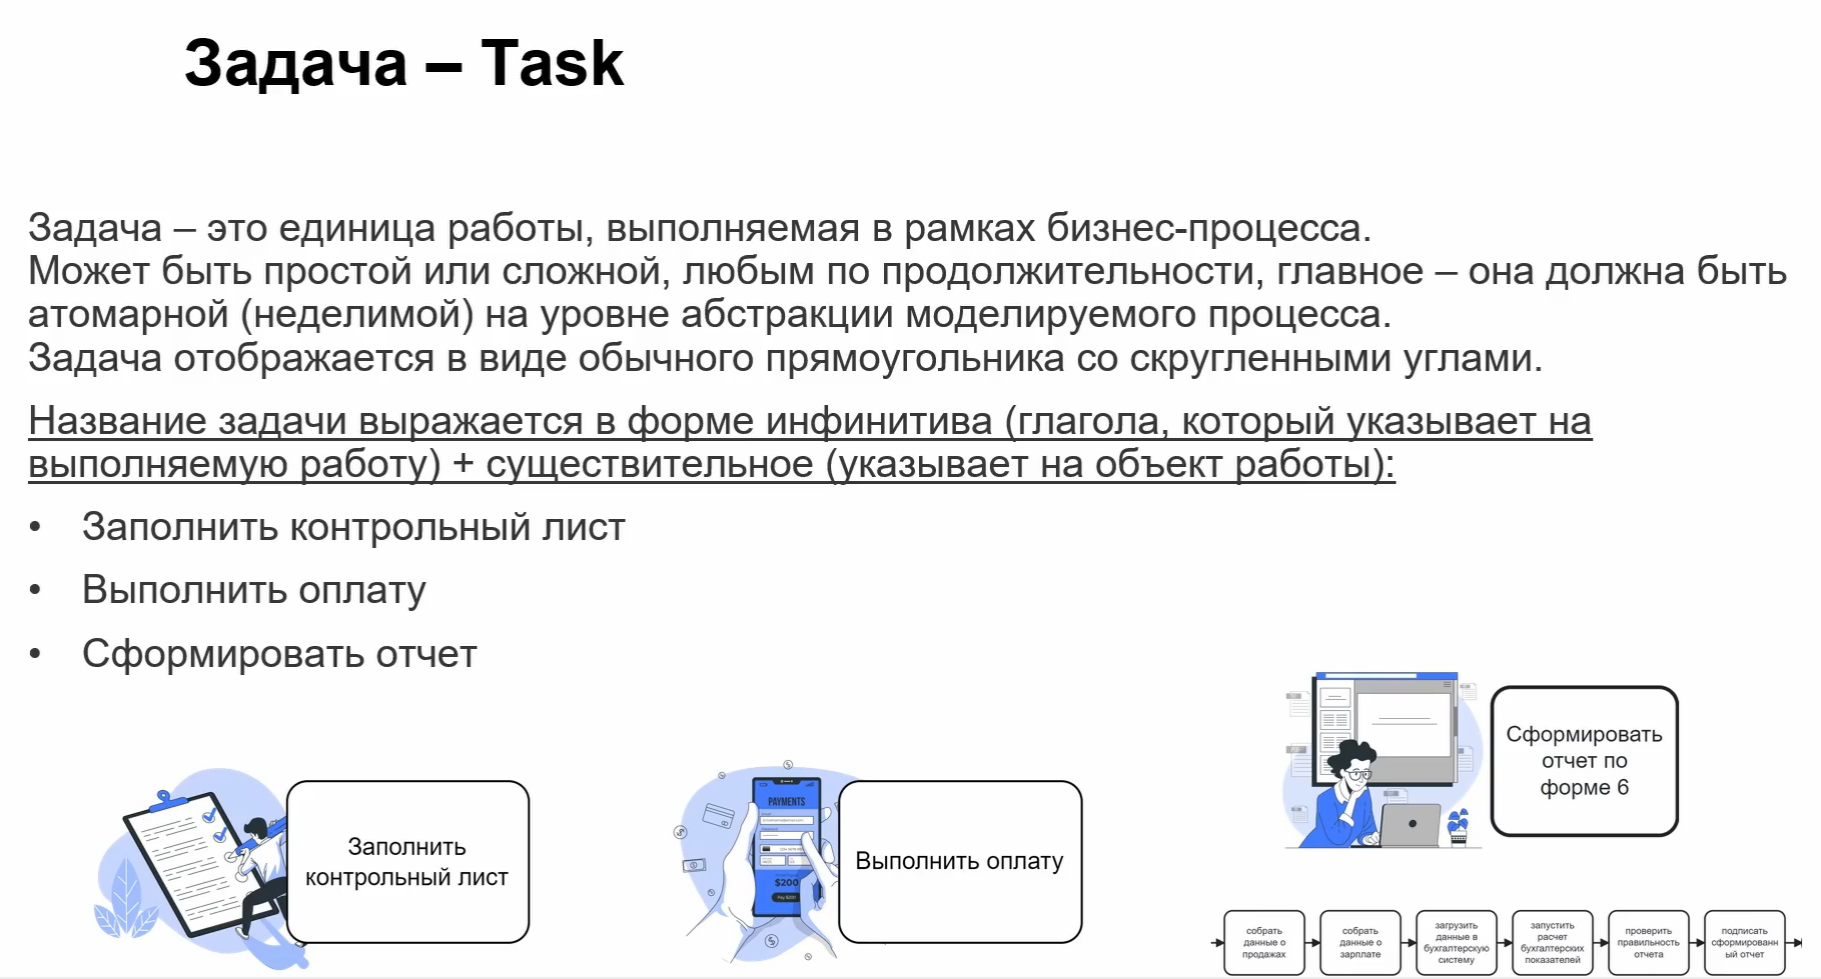 Задача – Task
Задача – это единица работы, выполняемая в рамках бизнес-процесса.
Может быть простой или сложной, любым по продолжительности, главное – она должна быть
атомарной (неделимой) на уровне абстракции моделируемого процесса.
Задача отображается в виде обычного прямоугольника со скругленными углами.
Название задачи выражается в форме инфинитива (глагола, который указывает на
выполняемую работу) + существительное (указывает на объект работы):
• Заполнить контрольный лист
• Выполнить оплату
• Сформировать отчет
Заполнить
контрольный лист
PAYMENTS
$200
Pay $200
Выполнить оплату
Сформировать
отчет по
форме 6
собрать
данные о
продажах
собрать
данные о
зарплате
загрузить
данные в
бухгалтерскую
систему
запустить
расчет
бухгалтерских
показателей
проверить
правильность
отчета
подписать
сформированн
ый отчет